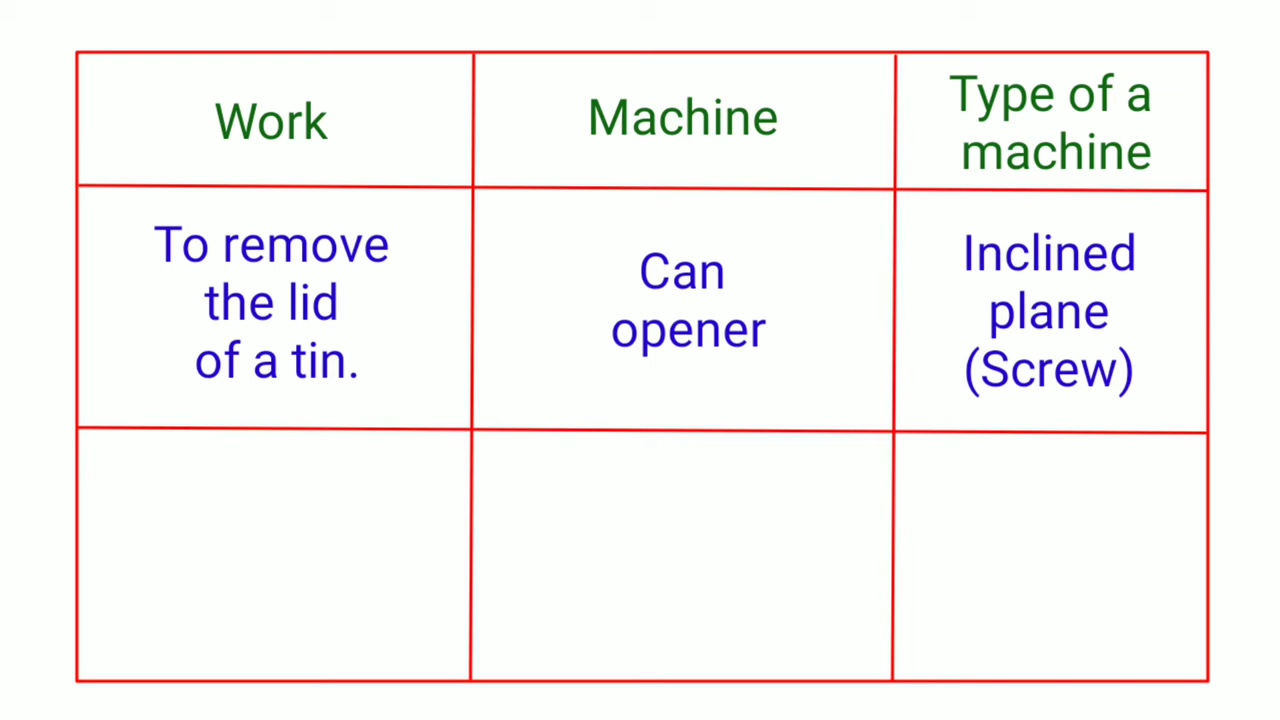 Work
Machine
Type of a
machine
To remove
the lid
of a tin.
Can
opener
Inclined
plane
(Screw)